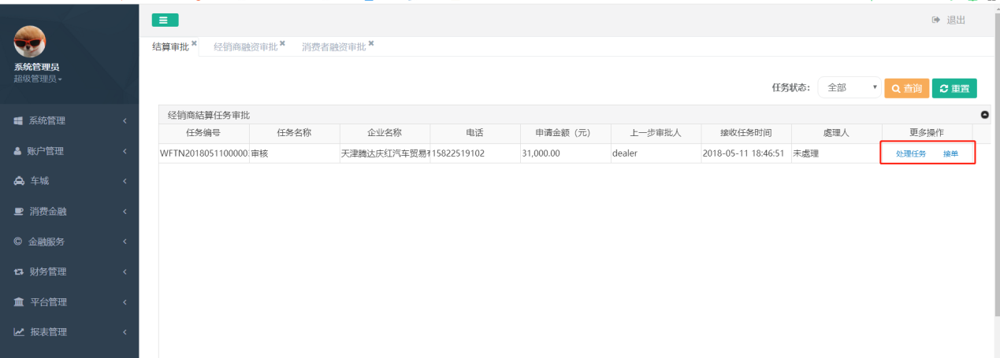 退出
结算审批 经销商融资审批 消费者融资审批
系统管理员
超级管理员
任务状态： 全部 查询 重置
系统管理
账户管理
车城
消费金融
金融服务
财务管理
平台管理
报表管理
经销商結算任务审批
任务编号 任务名称 企业名称 电话 申请金额（元） 上一步审批人 接收任务时间 處理人 更多操作
WFTN2018051100000 审核 天津腾达庆红汽车贸易 15822519102 31,000.00 dealer 2018-05-11 18:46:51 未處理 处理任务 接单